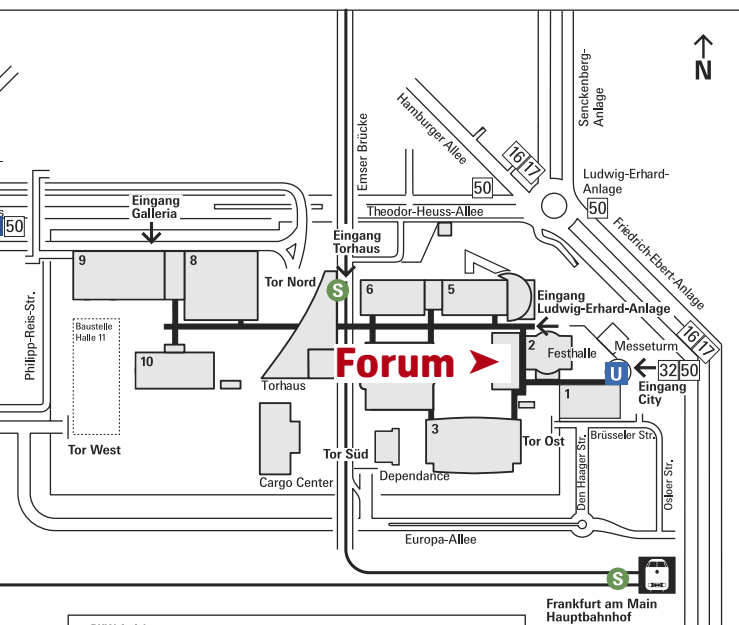 N
Senckenberg-
Anlage
Hamburger Allee
Emser Brücke
16
17
50
Ludwig-Erhard-
Anlage
50
Eingang
Galleria
50
Theodor-Heuss-Allee
Friedrich-Ebert-Anlage
Eingang
Torhaus
9
8
Tor Nord
S
6
5
Eingang
Ludwig-Erhard-Anlage
Philipp-Reis-Str.
Baustelle
Halle 11
10
Torhaus
Forum
2
Festhalle
Messeturm
16
17
U
32
50
Eingang
City
1
3
Tor West
Cargo Center
Tor Süd
Dependance
Tor Ost
Brüsseler Str.
Den Haager Str.
Osloer Str.
Europa-Allee
S
Frankfurt am Main
Hauptbahnhof